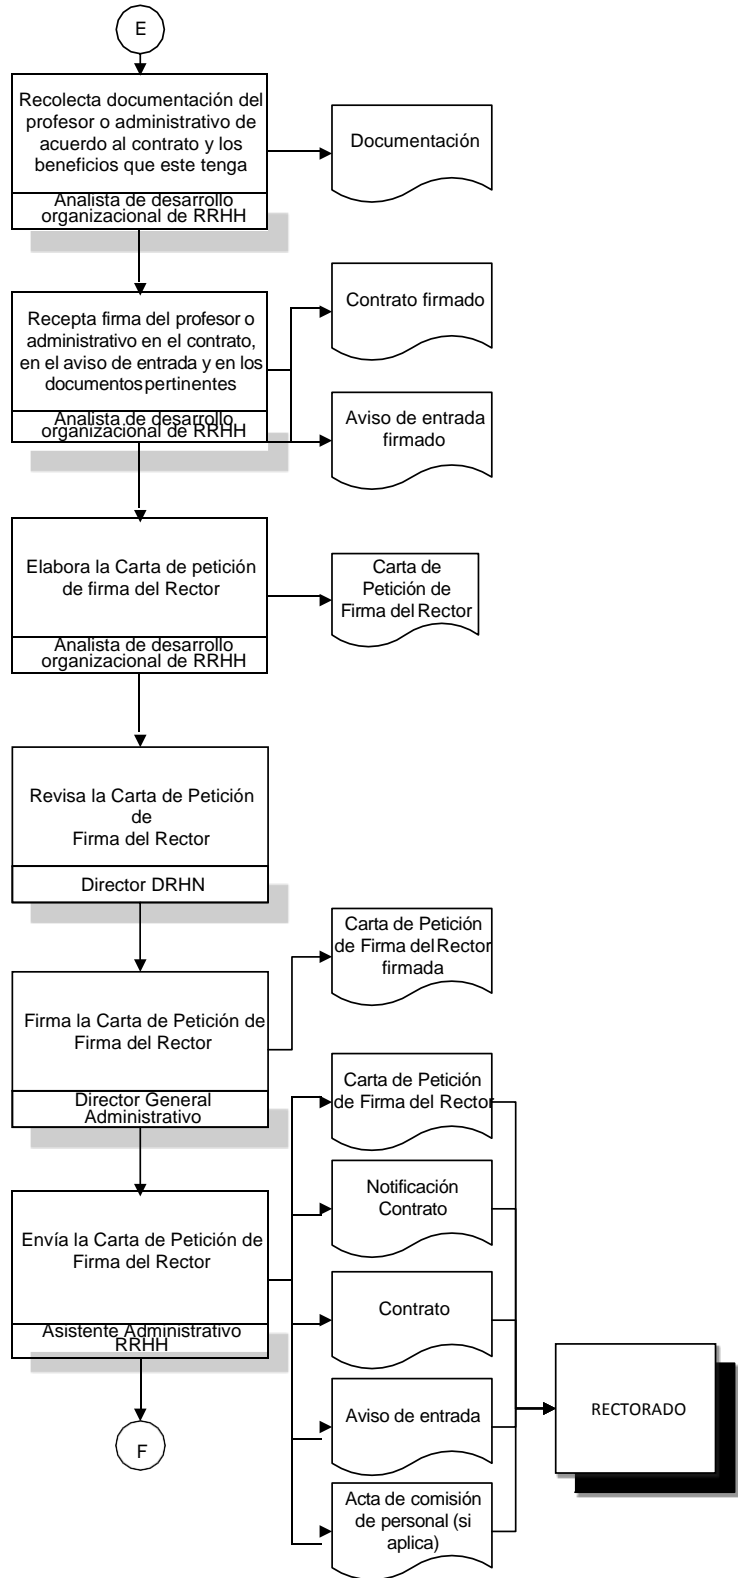 E
Recolecta documentación del
profesor o administrativo de
acuerdo al contrato y los
beneficios que este tenga
Analista de desarrollo
organizacional de RRHH
Documentación
Recepta firma del profesor o
administrativo en el contrato,
en el aviso de entrada y en los
documentos pertinentes
Analista de desarrollo
organizacional de RRHH
Contrato firmado
Aviso de entrada
firmado
Elabora la Carta de petición
de firma del Rector
Analista de desarrollo
organizacional de RRHH
Carta de
Petición de
Firma del Rector
Revisa la Carta de Petición
de
Firma del Rector
Director DRHN
Firma la Carta de Petición de
Firma del Rector
Director General
Administrativo
Carta de Petición
de Firma del Rector
firmada
Envía la Carta de Petición de
Firma del Rector
Asistente Administrativo
RRHH
Carta de Petición
de Firma del Rector
Notificación
Contrato
Contrato
Aviso de entrada
Acta de comisión
de personal (si
aplica)
RECTORADO
F